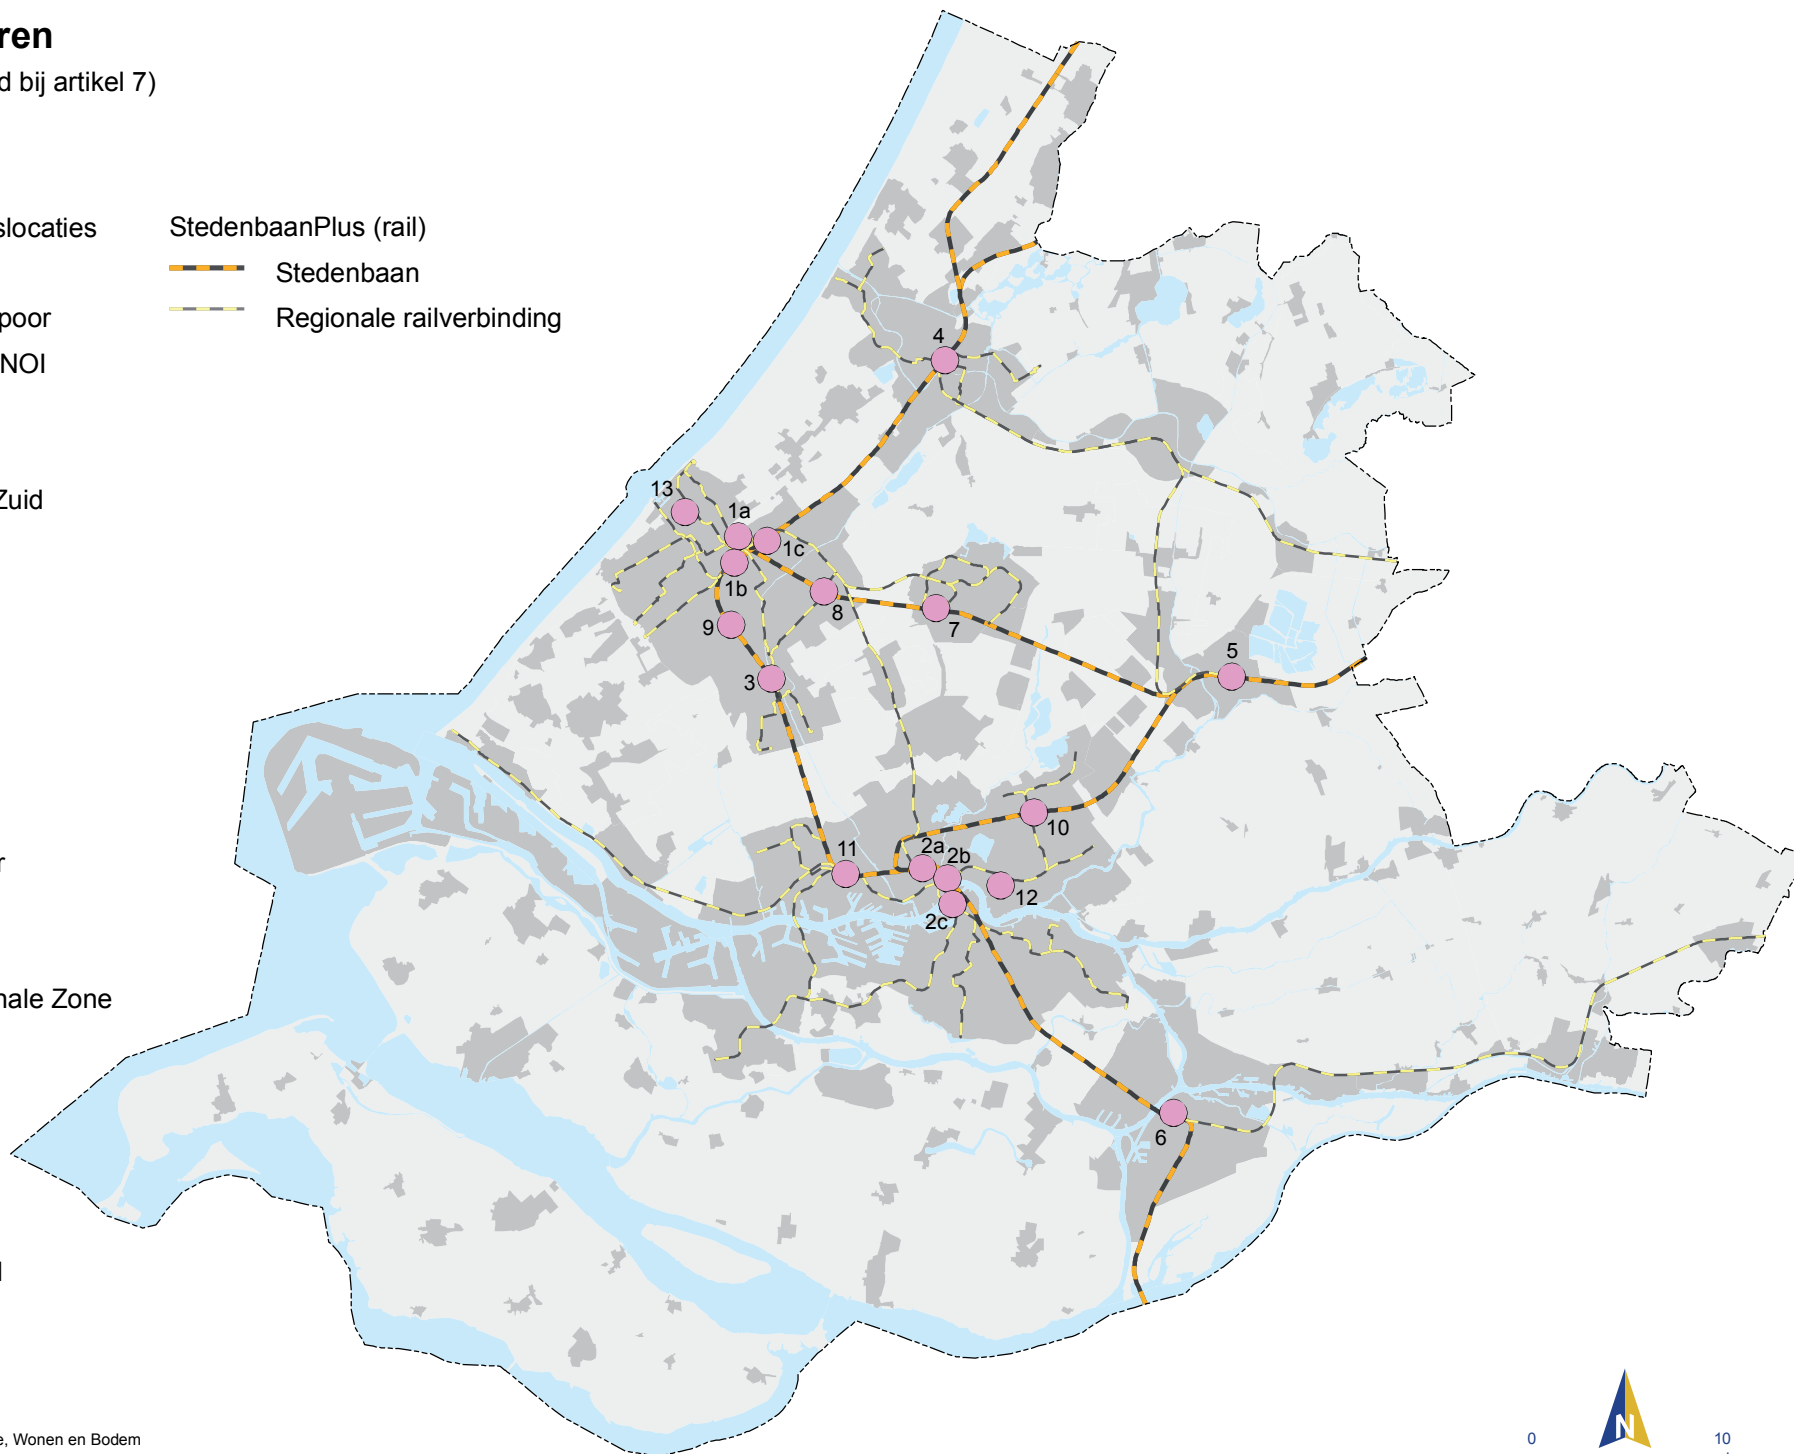 ren
d bij artikel 7)
slocaties
StedenbaanPlus (rail)
Stedenbaan
poor
Regionale railverbinding
NOI
Zuid
r
nale Zone
l
e, Wonen en Bodem
4
13
1a
1c
1b
8
7
9
5
3
10
11
2a
2b
12
2c
6
0
N
10